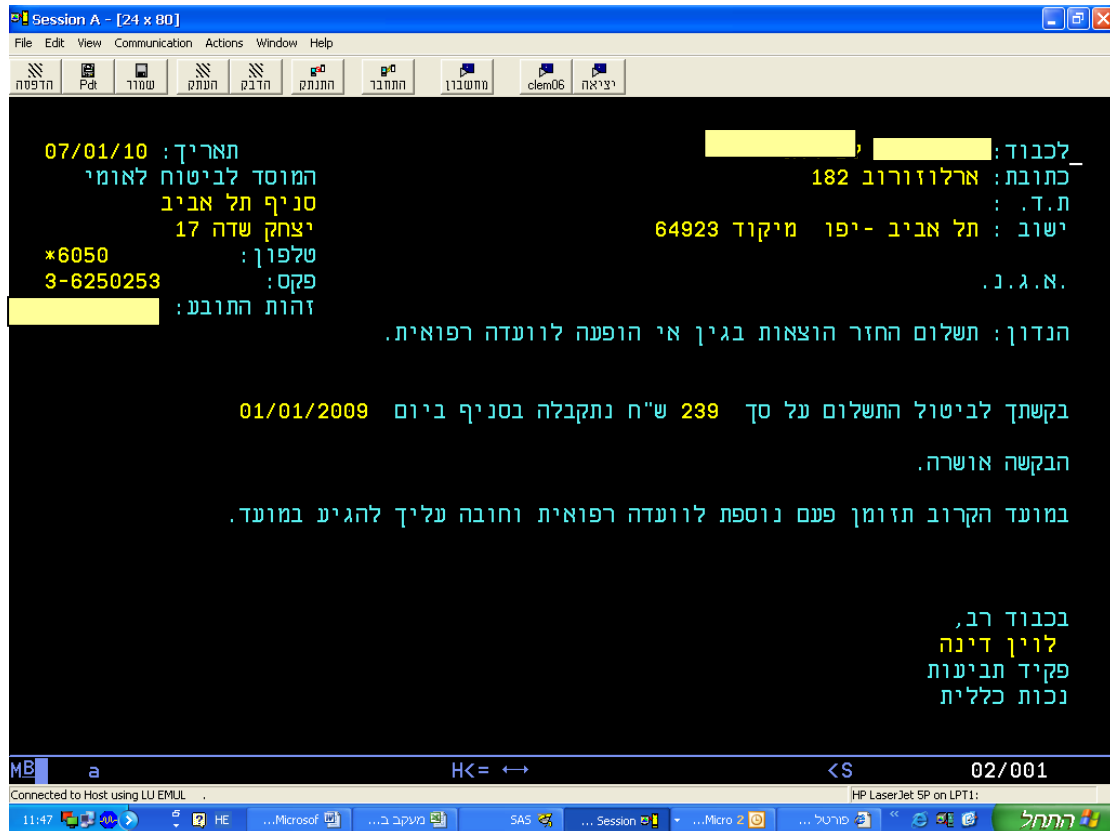 Session A - [24 x 80]
File Edit View Communication Actions Window Help
הדפסה Pdt שמור העתק הדבק התנתק התחבר מחשבון clem06 יציאה
לכבוד: תאריך: 07/01/10
כתובת: ארלוזורוב 182 המוסד לביטוח לאומי
ת.ד. : סניף תל אביב
ישוב : תל אביב -יפו מיקוד 64923 יצחק שדה 17
טלפון: 6050*
פקס: 3-6250253
.א.ג.נ.
זהות התובע:
הנדון: תשלום החזר הוצאות בגין אי הופעה לוועדה רפואית.
בקשתך לביטול התשלום על סך 239 ש"ח נתקבלה בסניף ביום 01/01/2009
הבקשה אושרה.
במועד הקרוב תזומן פעם נוספת לוועדה רפואית וחובה עליך להגיע במועד.
בכבוד רב,
לוין דינה
פקיד תביעות
נכות כללית
MB a H<= ↔ <S 02/001
Connected to Host using LU EMUL . HP LaserJet 5P on LPT1:
התחל פורטל ... Micro 2... Session ... SAS מעקב ב... Microsof... HE 11:47